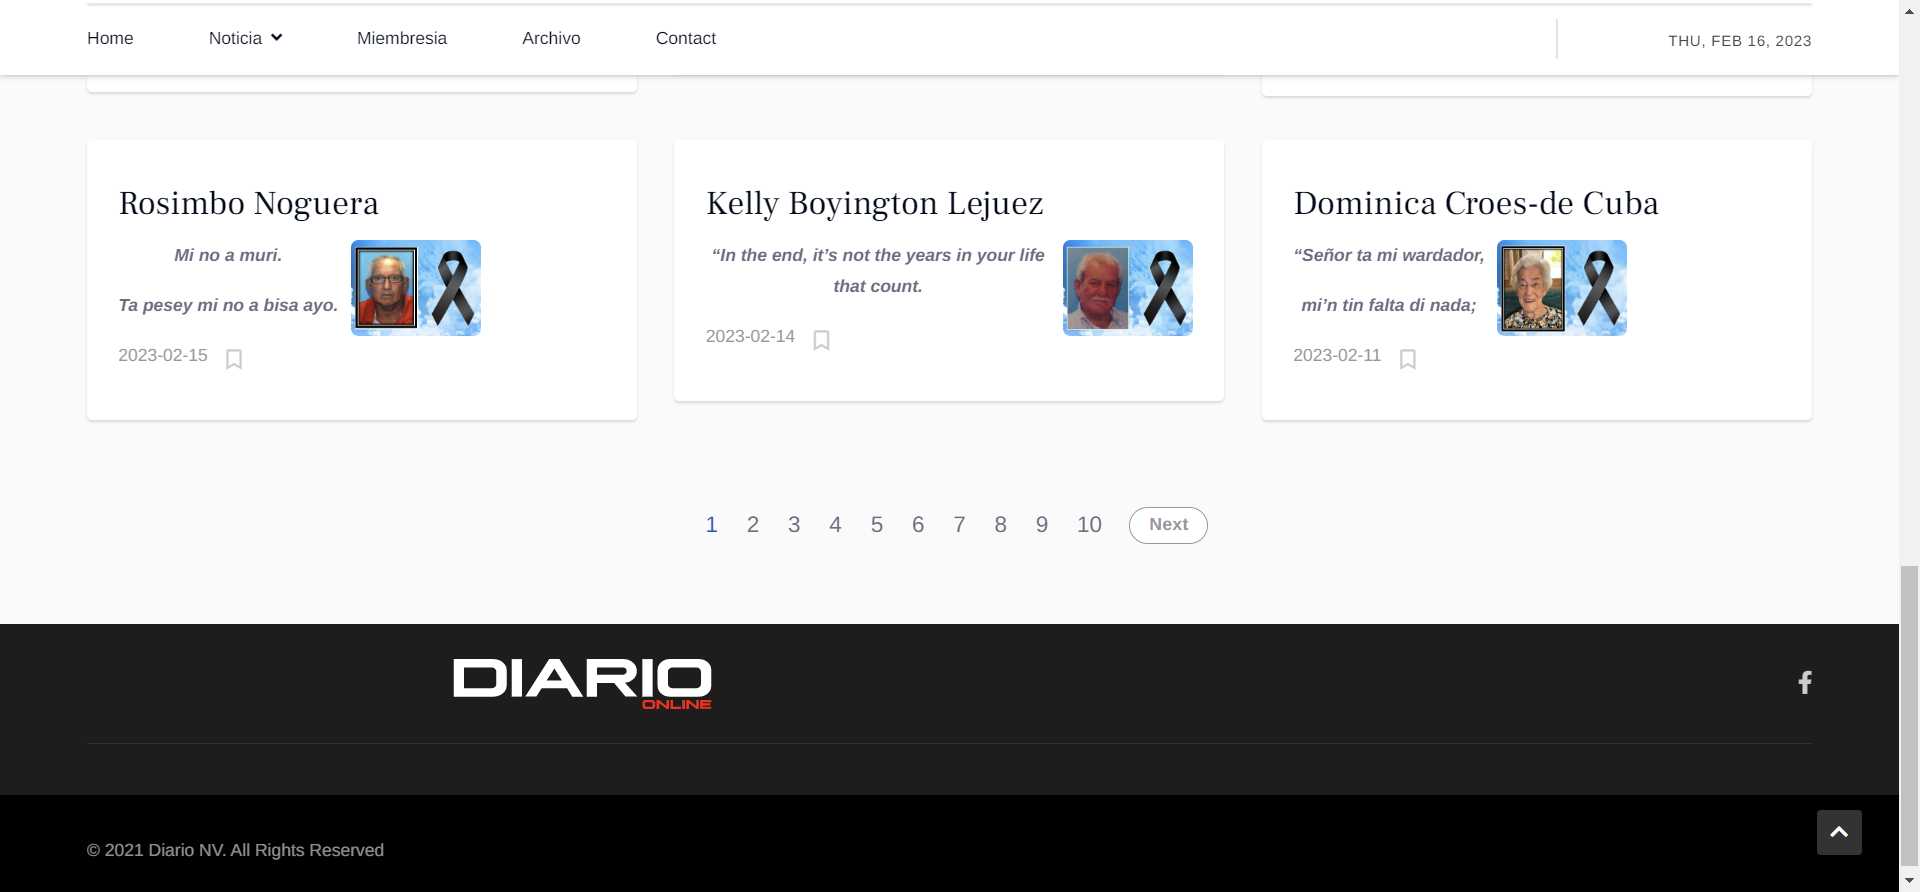 Home
Noticia
Miembresia
Archivo
Contact
THU, FEB 16, 2023
Rosimbo Noguera
Mi no a muri.
Ta pesey mi no a bisa ayo.
2023-02-15
Kelly Boyington Lejuez
“In the end, it’s not the years in your life
that count.
2023-02-14
Dominica Croes-de Cuba
“Señor ta mi wardador,
mi’n tin falta di nada;
2023-02-11
1 2 3 4 5 6 7 8 9 10 Next
DIARIO
ONLINE
© 2021 Diario NV. All Rights Reserved